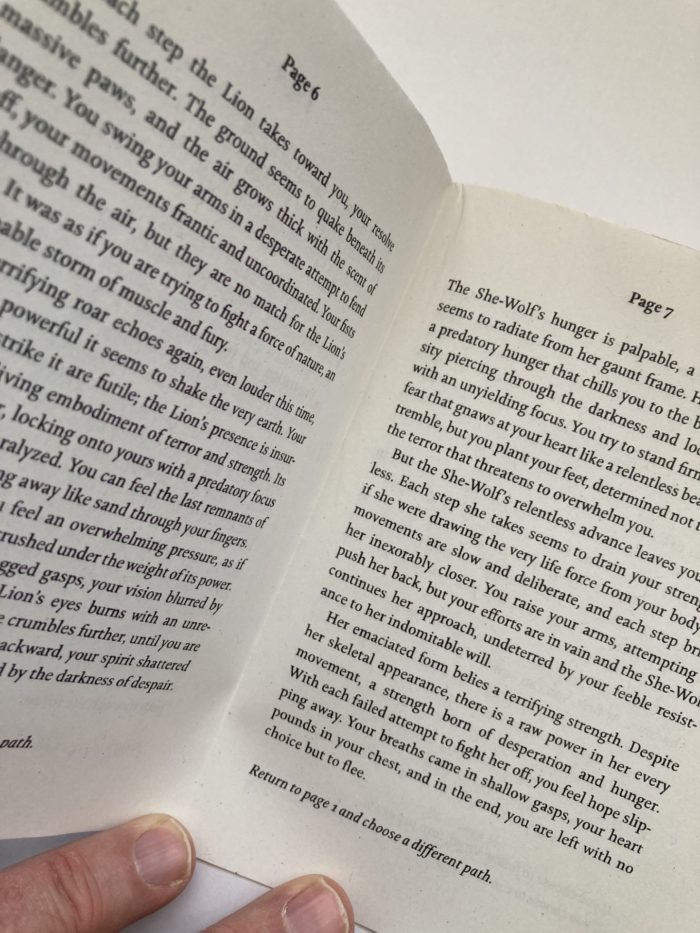 Page 6
ach step the Lion takes toward you, your resolve
mbles further. The ground seems to quake beneath its
massive paws, and the air grows thick with the scent of
anger. You swing your arms in a desperate attempt to fend
ff, your movements frantic and uncoordinated. Your fists
hrough the air, but they are no match for the Lion's
It was as if you are trying to fight a force of nature, an
able storm of muscle and fury.
rrifying roar echoes again, even louder this time,
powerful it seems to shake the very earth. Your
strike it are futile; the Lion's presence is insur-
iving embodiment of terror and strength. Its
, locking onto yours with a predatory focus
ralyzed. You can feel the last remnants of
ng away like sand through your fingers.
feel an overwhelming pressure, as if
crushed under the weight of its power.
gged gasps, your vision blurred by
Lion's eyes burns with an unre-
e crumbles further, until you are
ackward, your spirit shattered
d by the darkness of despair.
path.
Page 7
The She-Wolf's hunger is palpable, a
seems to radiate from her gaunt frame. H
a predatory hunger that chills you to the b
sity piercing through the darkness and loc
with an unyielding focus. You try to stand firm
fear that gnaws at your heart like a relentless bea
tremble, but you plant your feet, determined not t
the terror that threatens to overwhelm you.
But the She-Wolf's relentless advance leaves you
less. Each step she takes seems to drain your stren
if she were drawing the very life force from your body
movements are slow and deliberate, and each step bri
her inexorably closer. You raise your arms, attempting
push her back, but your efforts are in vain and the She-Wol
continues her approach, undeterred by your feeble resist-
ance to her indomitable will.
Her emaciated form belies a terrifying strength. Despite
her skeletal appearance, there is a raw power in her every
movement, a strength born of desperation and hunger.
With each failed attempt to fight her off, you feel hope slip-
ping away. Your breaths came in shallow gasps, your heart
pounds in your chest, and in the end, you are left with no
choice but to flee.
Return to page 1 and choose a different path.